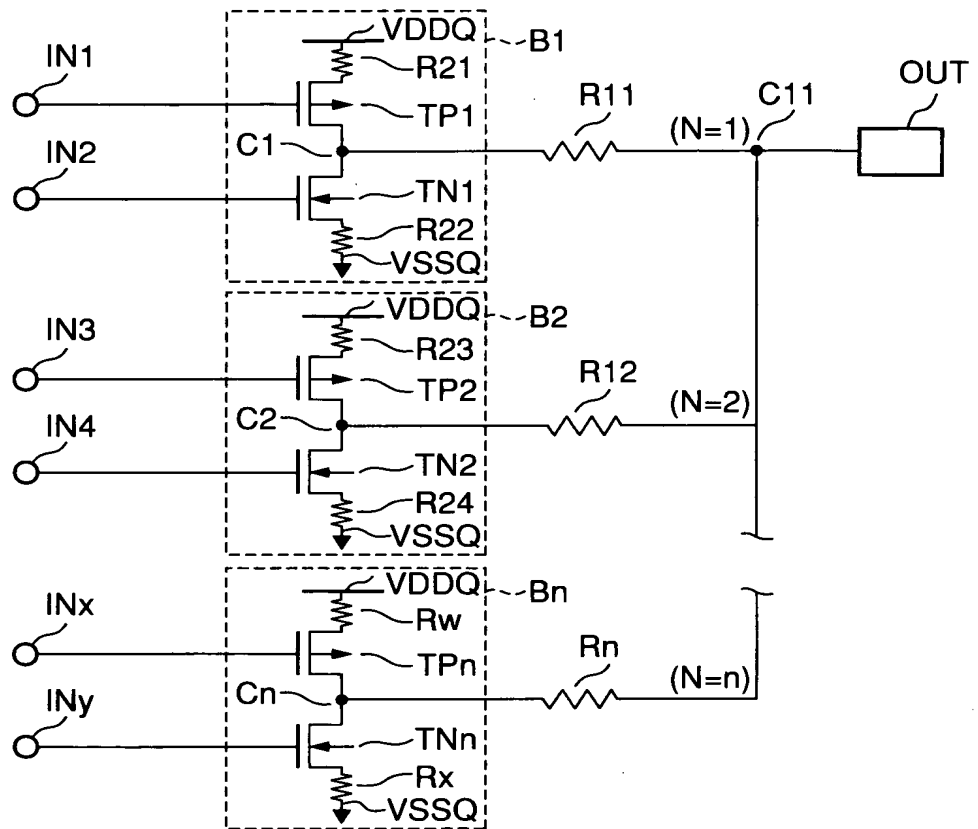 VDDQ
B1
IN1
R21
OUT
R11
C11
TP1
(N=1)
C1
IN2
TN1
R22
VSSQ
VDDQ
B2
IN3
R23
R12
TP2
(N=2)
C2
IN4
TN2
R24
VSSQ
VDDQ
Bn
INx
Rw
Rn
TPn
(N=n)
Cn
INy
TNn
Rx
VSSQ